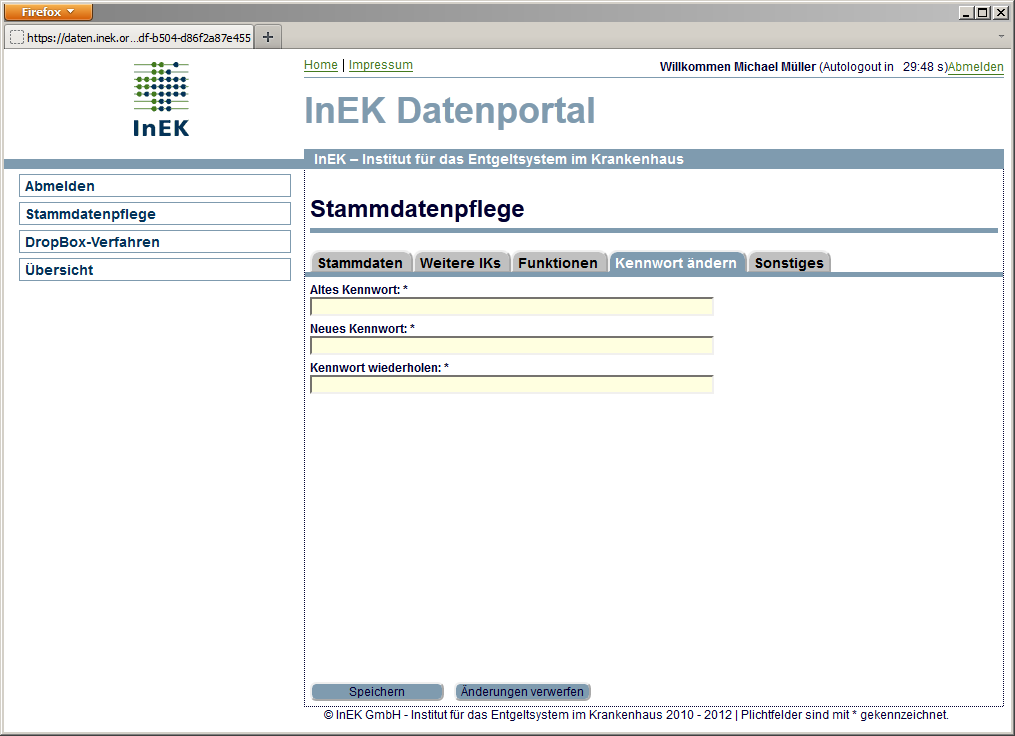 Firefox
https://daten.inek.or...df-b504-d86f2a87e455
InEK
Home | Impressum
Willkommen Michael Müller (Autologout in 29:48 s)Abmelden
InEK Datenportal
InEK – Institut für das Entgeltsystem im Krankenhaus
Abmelden
Stammdatenpflege
DropBox-Verfahren
Übersicht
Stammdatenpflege
Stammdaten Weitere IKs Funktionen Kennwort ändern Sonstiges
Altes Kennwort: *
Neues Kennwort: *
Kennwort wiederholen: *
Speichern Änderungen verwerfen
© InEK GmbH - Institut für das Entgeltsystem im Krankenhaus 2010 - 2012 | Plichtfelder sind mit * gekennzeichnet.